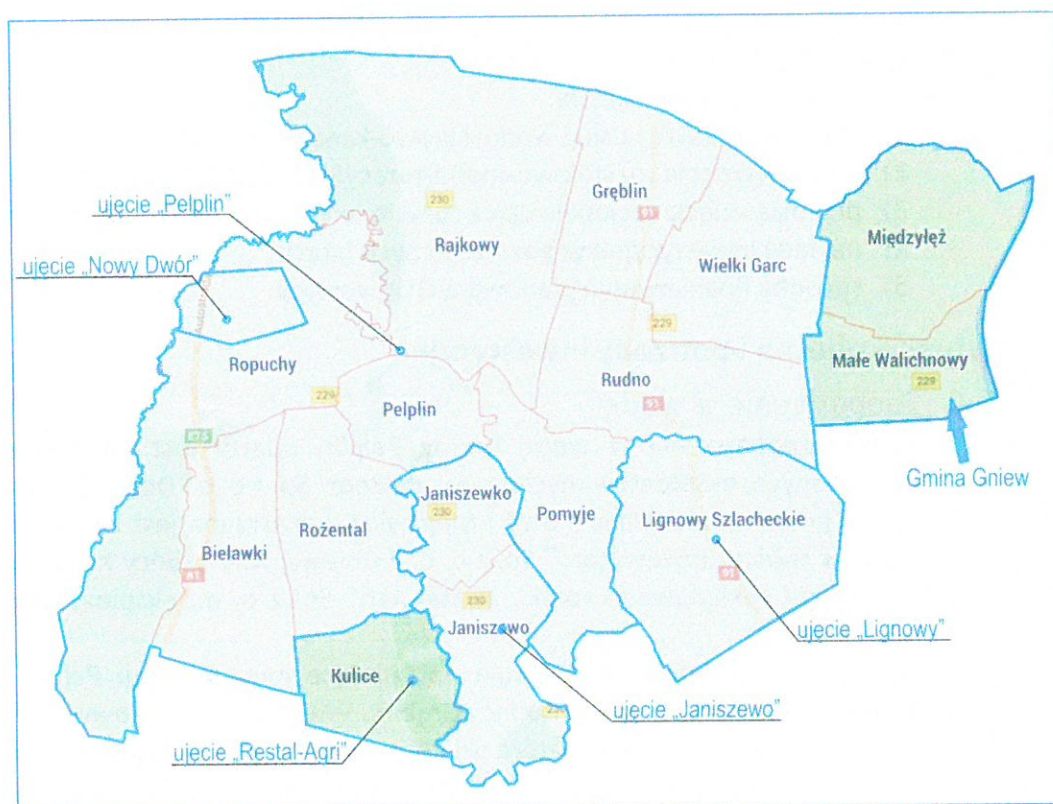 230
Gręblin
91
Rajkowy
ujęcie „Pelplin”
Międzyłęż
Wielki Garc
ujęcie „Nowy Dwór”
229
Ropuchy
Rudno
Małe Walichnowy
229
229
91
Pelplin
Gmina Gniew
Janiszewko
230
Pomyje
Lignowy Szlacheckie
Rożental
Bielawki
A1
91
230
Janiszewo
ujęcie „Lignowy”
Kulice
ujęcie „Janiszewo”
ujęcie „Restal-Agri”